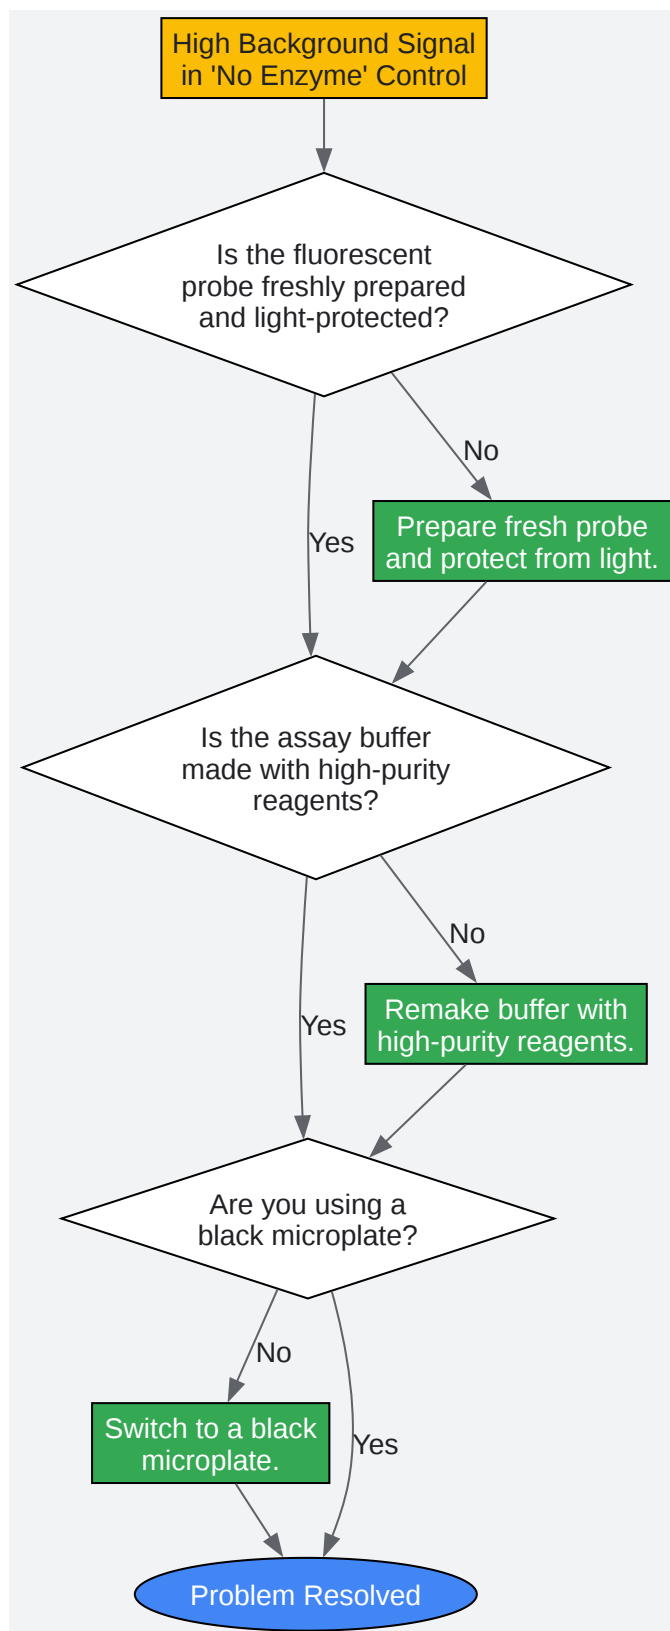 High Background Signal
in 'No Enzyme' Control
Is the fluorescent
probe freshly prepared
and light-protected?
No
Prepare fresh probe
and protect from light.
Yes
Is the assay buffer
made with high-purity
reagents?
No
Remake buffer with
high-purity reagents.
Yes
Are you using a
black microplate?
No
Switch to a black
microplate.
Yes
Problem Resolved